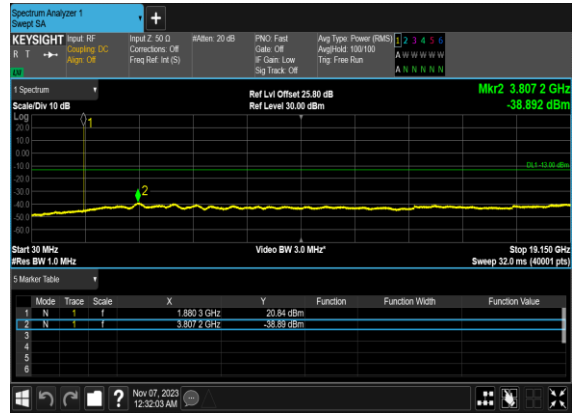 Spectrum Analyzer 1
Swept SA
KEYSIGHT
R T
Input: RF
Coupling: DC
Align: Off
Input Z: 50 Ω
Corrections: Off
Freq Ref: Int (S)
#Atten: 20 dB
PNO: Fast
Gate: Off
IF Gain: Low
Sig Track: Off
Avg Type: Power (RMS)
Avg|Hold: 100/100
Trig: Free Run
1 2 3 4 5 6
A W W W W W
A N N N N N
1 Spectrum
Scale/Div 10 dB
Ref Lvl Offset 25.80 dB
Ref Level 30.00 dBm
Mkr2 3.807 2 GHz
-38.892 dBm
Log
20.0
10.0
0.00
-10.0
-20.0
-30.0
-40.0
-50.0
-60.0
1
2
DL1 -13.00 dBm
Start 30 MHz
#Res BW 1.0 MHz
Video BW 3.0 MHz*
Stop 19.150 GHz
Sweep 32.0 ms (40001 pts)
5 Marker Table
Mode Trace Scale X Y Function Function Width Function Value
1 N 1 f 1.880 3 GHz 20.84 dBm
2 N 1 f 3.807 2 GHz -38.89 dBm
3
4
5
6
?
Nov 07, 2023
12:32:03 AM